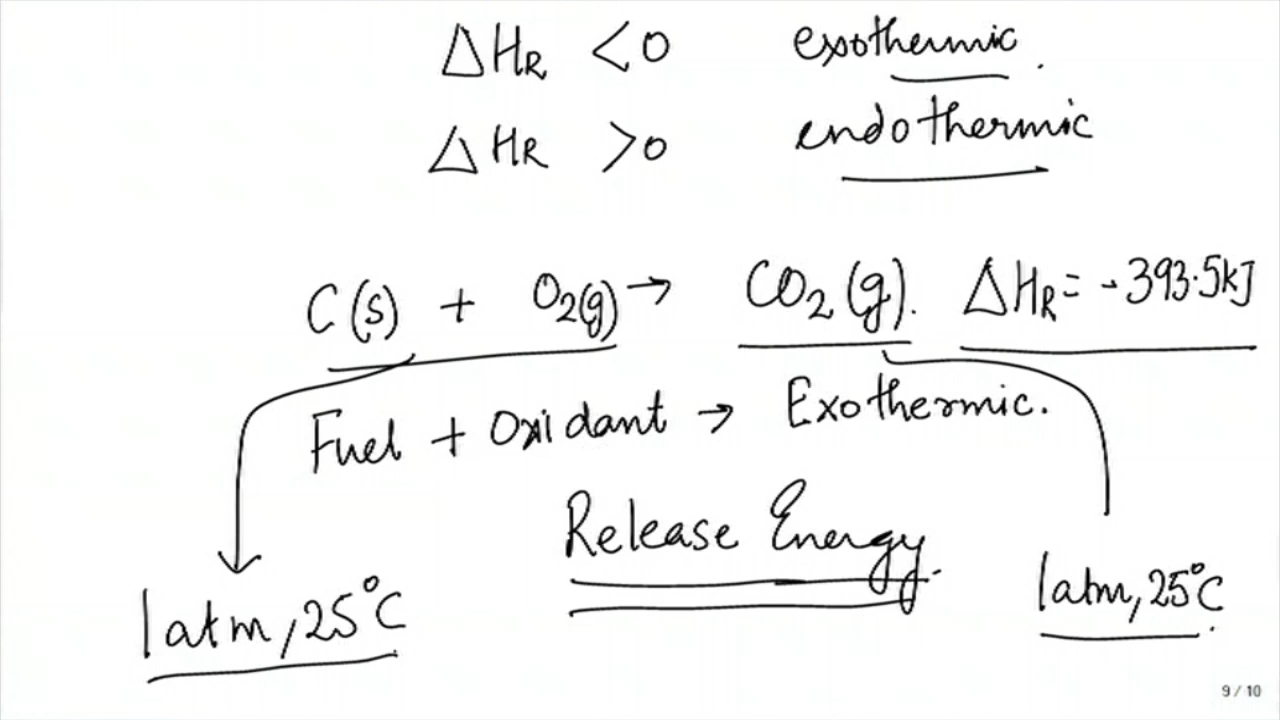 ΔHR < 0 exothermic.
ΔHR > 0 endothermic
C(s) + O2(g) → CO2(g). ΔHR = -393.5kJ
Fuel + Oxidant → Exothermic.
Release Energy.
1atm, 25°C
1atm, 25°C.
9 / 10